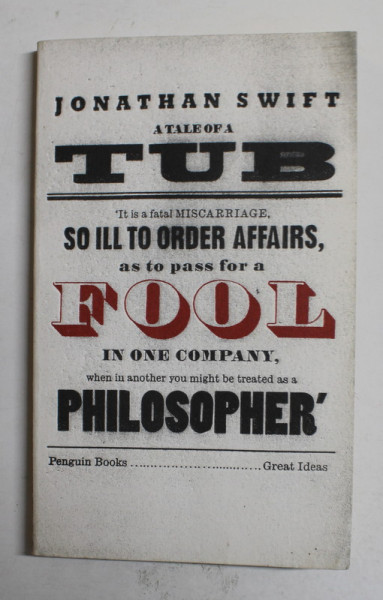 JONATHAN SWIFT
A TALE OF A
TUB
'It is a fatal MISCARRIAGE,
SO ILL TO ORDER AFFAIRS,
as to pass for a
FOOL
IN ONE COMPANY,
when in another you might be treated as a
PHILOSOPHER'
Penguin Books ........................ Great Ideas